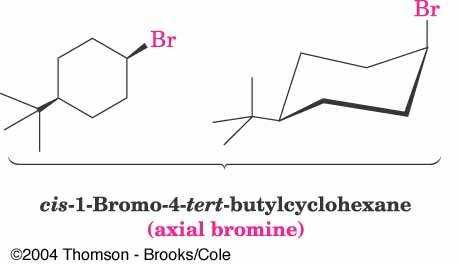 Br
Br
cis-1-Bromo-4-tert-butylcyclohexane
(axial bromine)
©2004 Thomson - Brooks/Cole